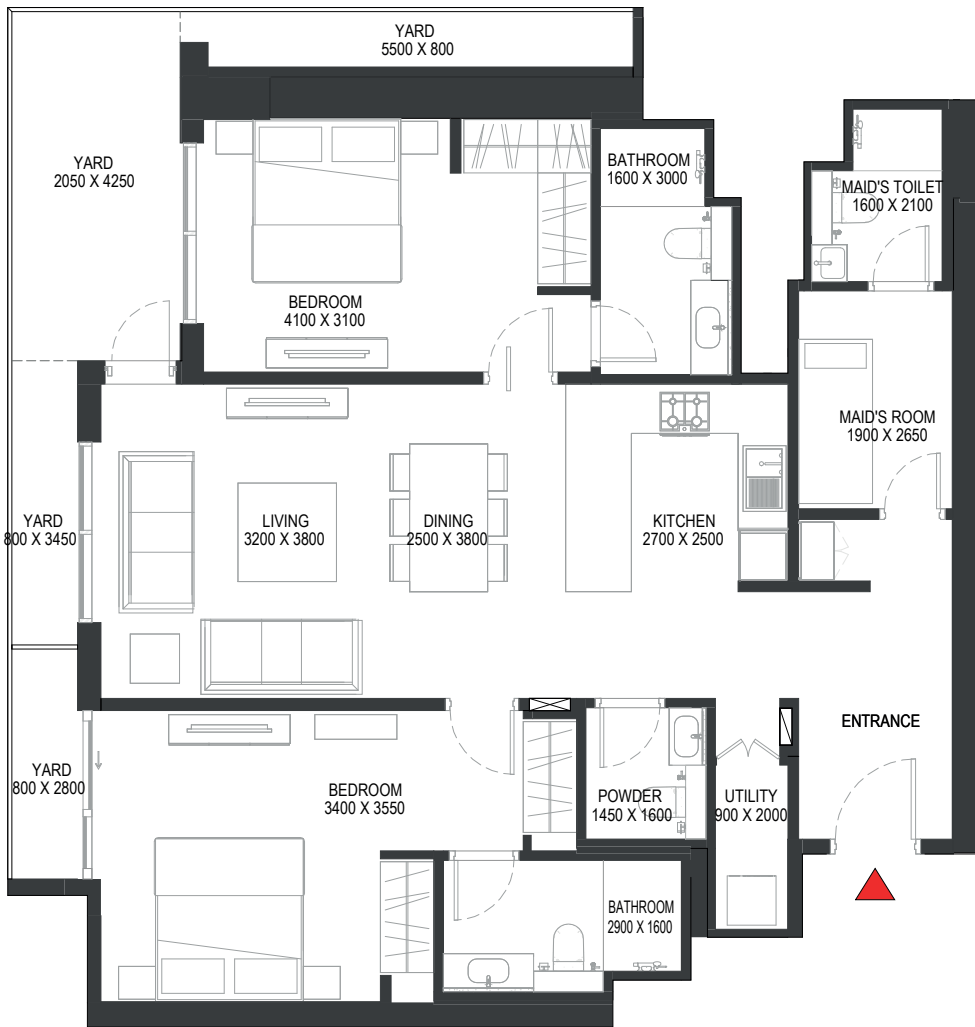 YARD
5500 X 800
YARD
2050 X 4250
BATHROOM
1600 X 3000
MAID'S TOILET
1600 X 2100
BEDROOM
4100 X 3100
MAID'S ROOM
1900 X 2650
YARD
800 X 3450
LIVING
3200 X 3800
DINING
2500 X 3800
KITCHEN
2700 X 2500
ENTRANCE
YARD
800 X 2800
BEDROOM
3400 X 3550
POWDER
1450 X 1600
UTILITY
900 X 2000
BATHROOM
2900 X 1600